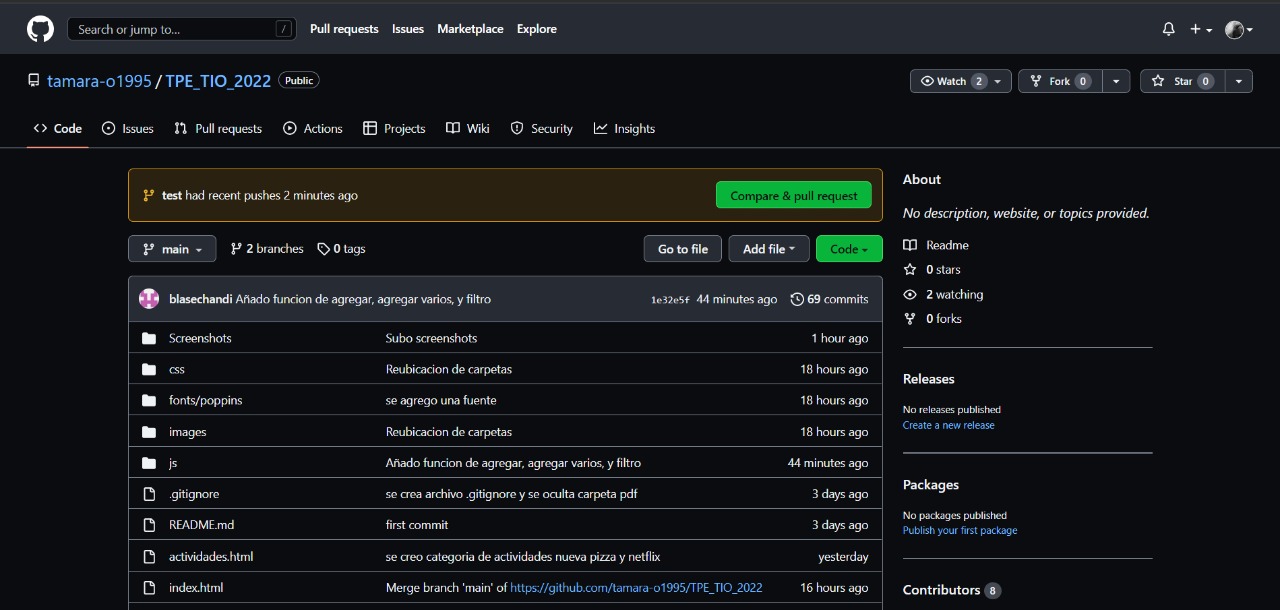 Search or jump to... / Pull requests Issues Marketplace Explore
tamara-o1995 / TPE_TIO_2022 Public Watch 2 Fork 0 Star 0
Code Issues Pull requests Actions Projects Wiki Security Insights
test had recent pushes 2 minutes ago Compare & pull request
main 2 branches 0 tags Go to file Add file Code
blasechandi Añado funcion de agregar, agregar varios, y filtro 1e32e5f 44 minutes ago 69 commits
Screenshots Subo screenshots 1 hour ago
css Reubicacion de carpetas 18 hours ago
fonts/poppins se agrego una fuente 18 hours ago
images Reubicacion de carpetas 18 hours ago
js Añado funcion de agregar, agregar varios, y filtro 44 minutes ago
.gitignore se crea archivo .gitignore y se oculta carpeta pdf 3 days ago
README.md first commit 3 days ago
actividades.html se creo categoria de actividades nueva pizza y netflix yesterday
index.html Merge branch 'main' of https://github.com/tamara-o1995/TPE_TIO_2022 16 hours ago
About
No description, website, or topics provided.
Readme
0 stars
2 watching
0 forks
Releases
No releases published
Create a new release
Packages
No packages published
Publish your first package
Contributors 8